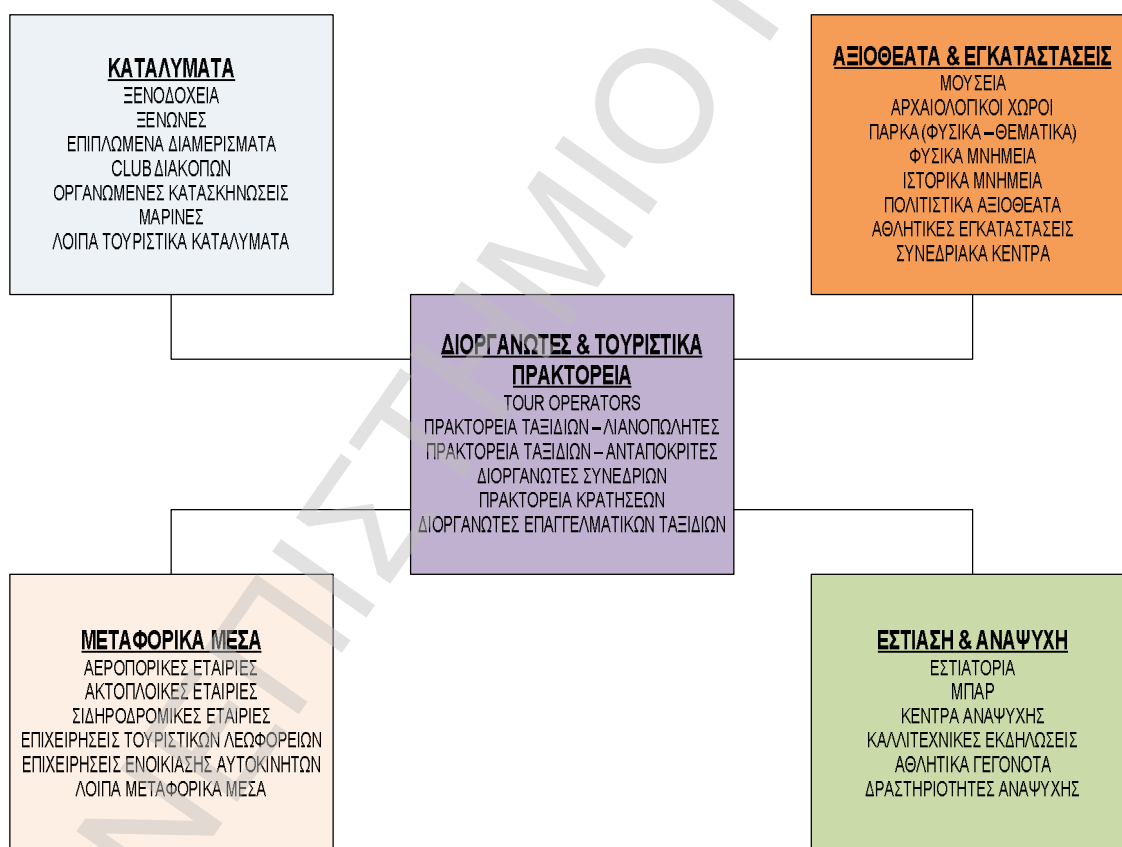 ΚΑΤΑΛΥΜΑΤΑ
ΞΕΝΟΔΟΧΕΙΑ
ΞΕΝΩΝΕΣ
ΕΠΙΠΛΩΜΕΝΑ ΔΙΑΜΕΡΙΣΜΑΤΑ
CLUB ΔΙΑΚΟΠΩΝ
ΟΡΓΑΝΩΜΕΝΕΣ ΚΑΤΑΣΚΗΝΩΣΕΙΣ
ΜΑΡΙΝΕΣ
ΛΟΙΠΑ ΤΟΥΡΙΣΤΙΚΑ ΚΑΤΑΛΥΜΑΤΑ
ΑΞΙΟΘΕΑΤΑ & ΕΓΚΑΤΑΣΤΑΣΕΙΣ
ΜΟΥΣΕΙΑ
ΑΡΧΑΙΟΛΟΓΙΚΟΙ ΧΩΡΟΙ
ΠΑΡΚΑ (ΦΥΣΙΚΑ – ΘΕΜΑΤΙΚΑ)
ΦΥΣΙΚΑ ΜΝΗΜΕΙΑ
ΙΣΤΟΡΙΚΑ ΜΝΗΜΕΙΑ
ΠΟΛΙΤΙΣΤΙΚΑ ΑΞΙΟΘΕΑΤΑ
ΑΘΛΗΤΙΚΕΣ ΕΓΚΑΤΑΣΤΑΣΕΙΣ
ΣΥΝΕΔΡΙΑΚΑ ΚΕΝΤΡΑ
ΔΙΟΡΓΑΝΩΤΕΣ & ΤΟΥΡΙΣΤΙΚΑ
ΠΡΑΚΤΟΡΕΙΑ
TOUR OPERATORS
ΠΡΑΚΤΟΡΕΙΑ ΤΑΞΙΔΙΩΝ – ΛΙΑΝΟΠΩΛΗΤΕΣ
ΠΡΑΚΤΟΡΕΙΑ ΤΑΞΙΔΙΩΝ – ΑΝΤΑΠΟΚΡΙΤΕΣ
ΔΙΟΡΓΑΝΩΤΕΣ ΣΥΝΕΔΡΙΩΝ
ΠΡΑΚΤΟΡΕΙΑ ΚΡΑΤΗΣΕΩΝ
ΔΙΟΡΓΑΝΩΤΕΣ ΕΠΑΓΓΕΛΜΑΤΙΚΩΝ ΤΑΞΙΔΙΩΝ
ΜΕΤΑΦΟΡΙΚΑ ΜΕΣΑ
ΑΕΡΟΠΟΡΙΚΕΣ ΕΤΑΙΡΙΕΣ
ΑΚΤΟΠΛΟΙΚΕΣ ΕΤΑΙΡΙΕΣ
ΣΙΔΗΡΟΔΡΟΜΙΚΕΣ ΕΤΑΙΡΙΕΣ
ΕΠΙΧΕΙΡΗΣΕΙΣ ΤΟΥΡΙΣΤΙΚΩΝ ΛΕΩΦΟΡΕΙΩΝ
ΕΠΙΧΕΙΡΗΣΕΙΣ ΕΝΟΙΚΙΑΣΗΣ ΑΥΤΟΚΙΝΗΤΩΝ
ΛΟΙΠΑ ΜΕΤΑΦΟΡΙΚΑ ΜΕΣΑ
ΕΣΤΙΑΣΗ & ΑΝΑΨΥΧΗ
ΕΣΤΙΑΤΟΡΙΑ
ΜΠΑΡ
ΚΕΝΤΡΑ ΑΝΑΨΥΧΗΣ
ΚΑΛΛΙΤΕΧΝΙΚΕΣ ΕΚΔΗΛΩΣΕΙΣ
ΑΘΛΗΤΙΚΑ ΓΕΓΟΝΟΤΑ
ΔΡΑΣΤΗΡΙΟΤΗΤΕΣ ΑΝΑΨΥΧΗΣ
ΝΕΠΙΣΤΗΜΙΟ